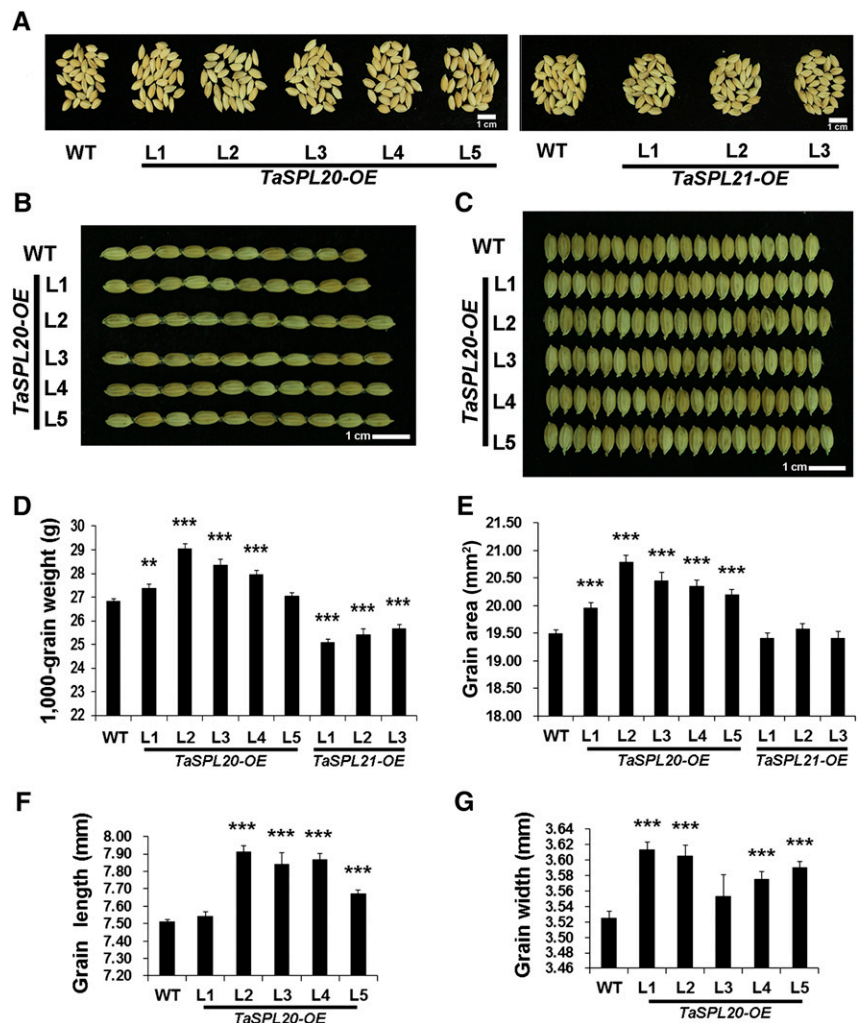 A
1 cm 1 cm
WT L1 L2 L3 L4 L5 WT L1 L2 L3
TaSPL20-OE TaSPL21-OE
B
WT
TaSPL20-OE
L1
L2
L3
L4
L5
1 cm
C
WT
TaSPL20-OE
L1
L2
L3
L4
L5
1 cm
D
1,000-grain weight (g)
30
29
28
27
26
25
24
23
22
** *** *** *** *** *** ***
WT L1 L2 L3 L4 L5 L1 L2 L3
TaSPL20-OE TaSPL21-OE
E
Grain area (mm²)
21.50
21.00
20.50
20.00
19.50
19.00
18.50
18.00
*** *** *** *** ***
WT L1 L2 L3 L4 L5 L1 L2 L3
TaSPL20-OE TaSPL21-OE
F
Grain length (mm)
8.00
7.90
7.80
7.70
7.60
7.50
7.40
7.30
7.20
*** *** *** ***
WT L1 L2 L3 L4 L5
TaSPL20-OE
G
Grain width (mm)
3.64
3.62
3.60
3.58
3.56
3.54
3.52
3.50
3.48
3.46
*** *** *** ***
WT L1 L2 L3 L4 L5
TaSPL20-OE